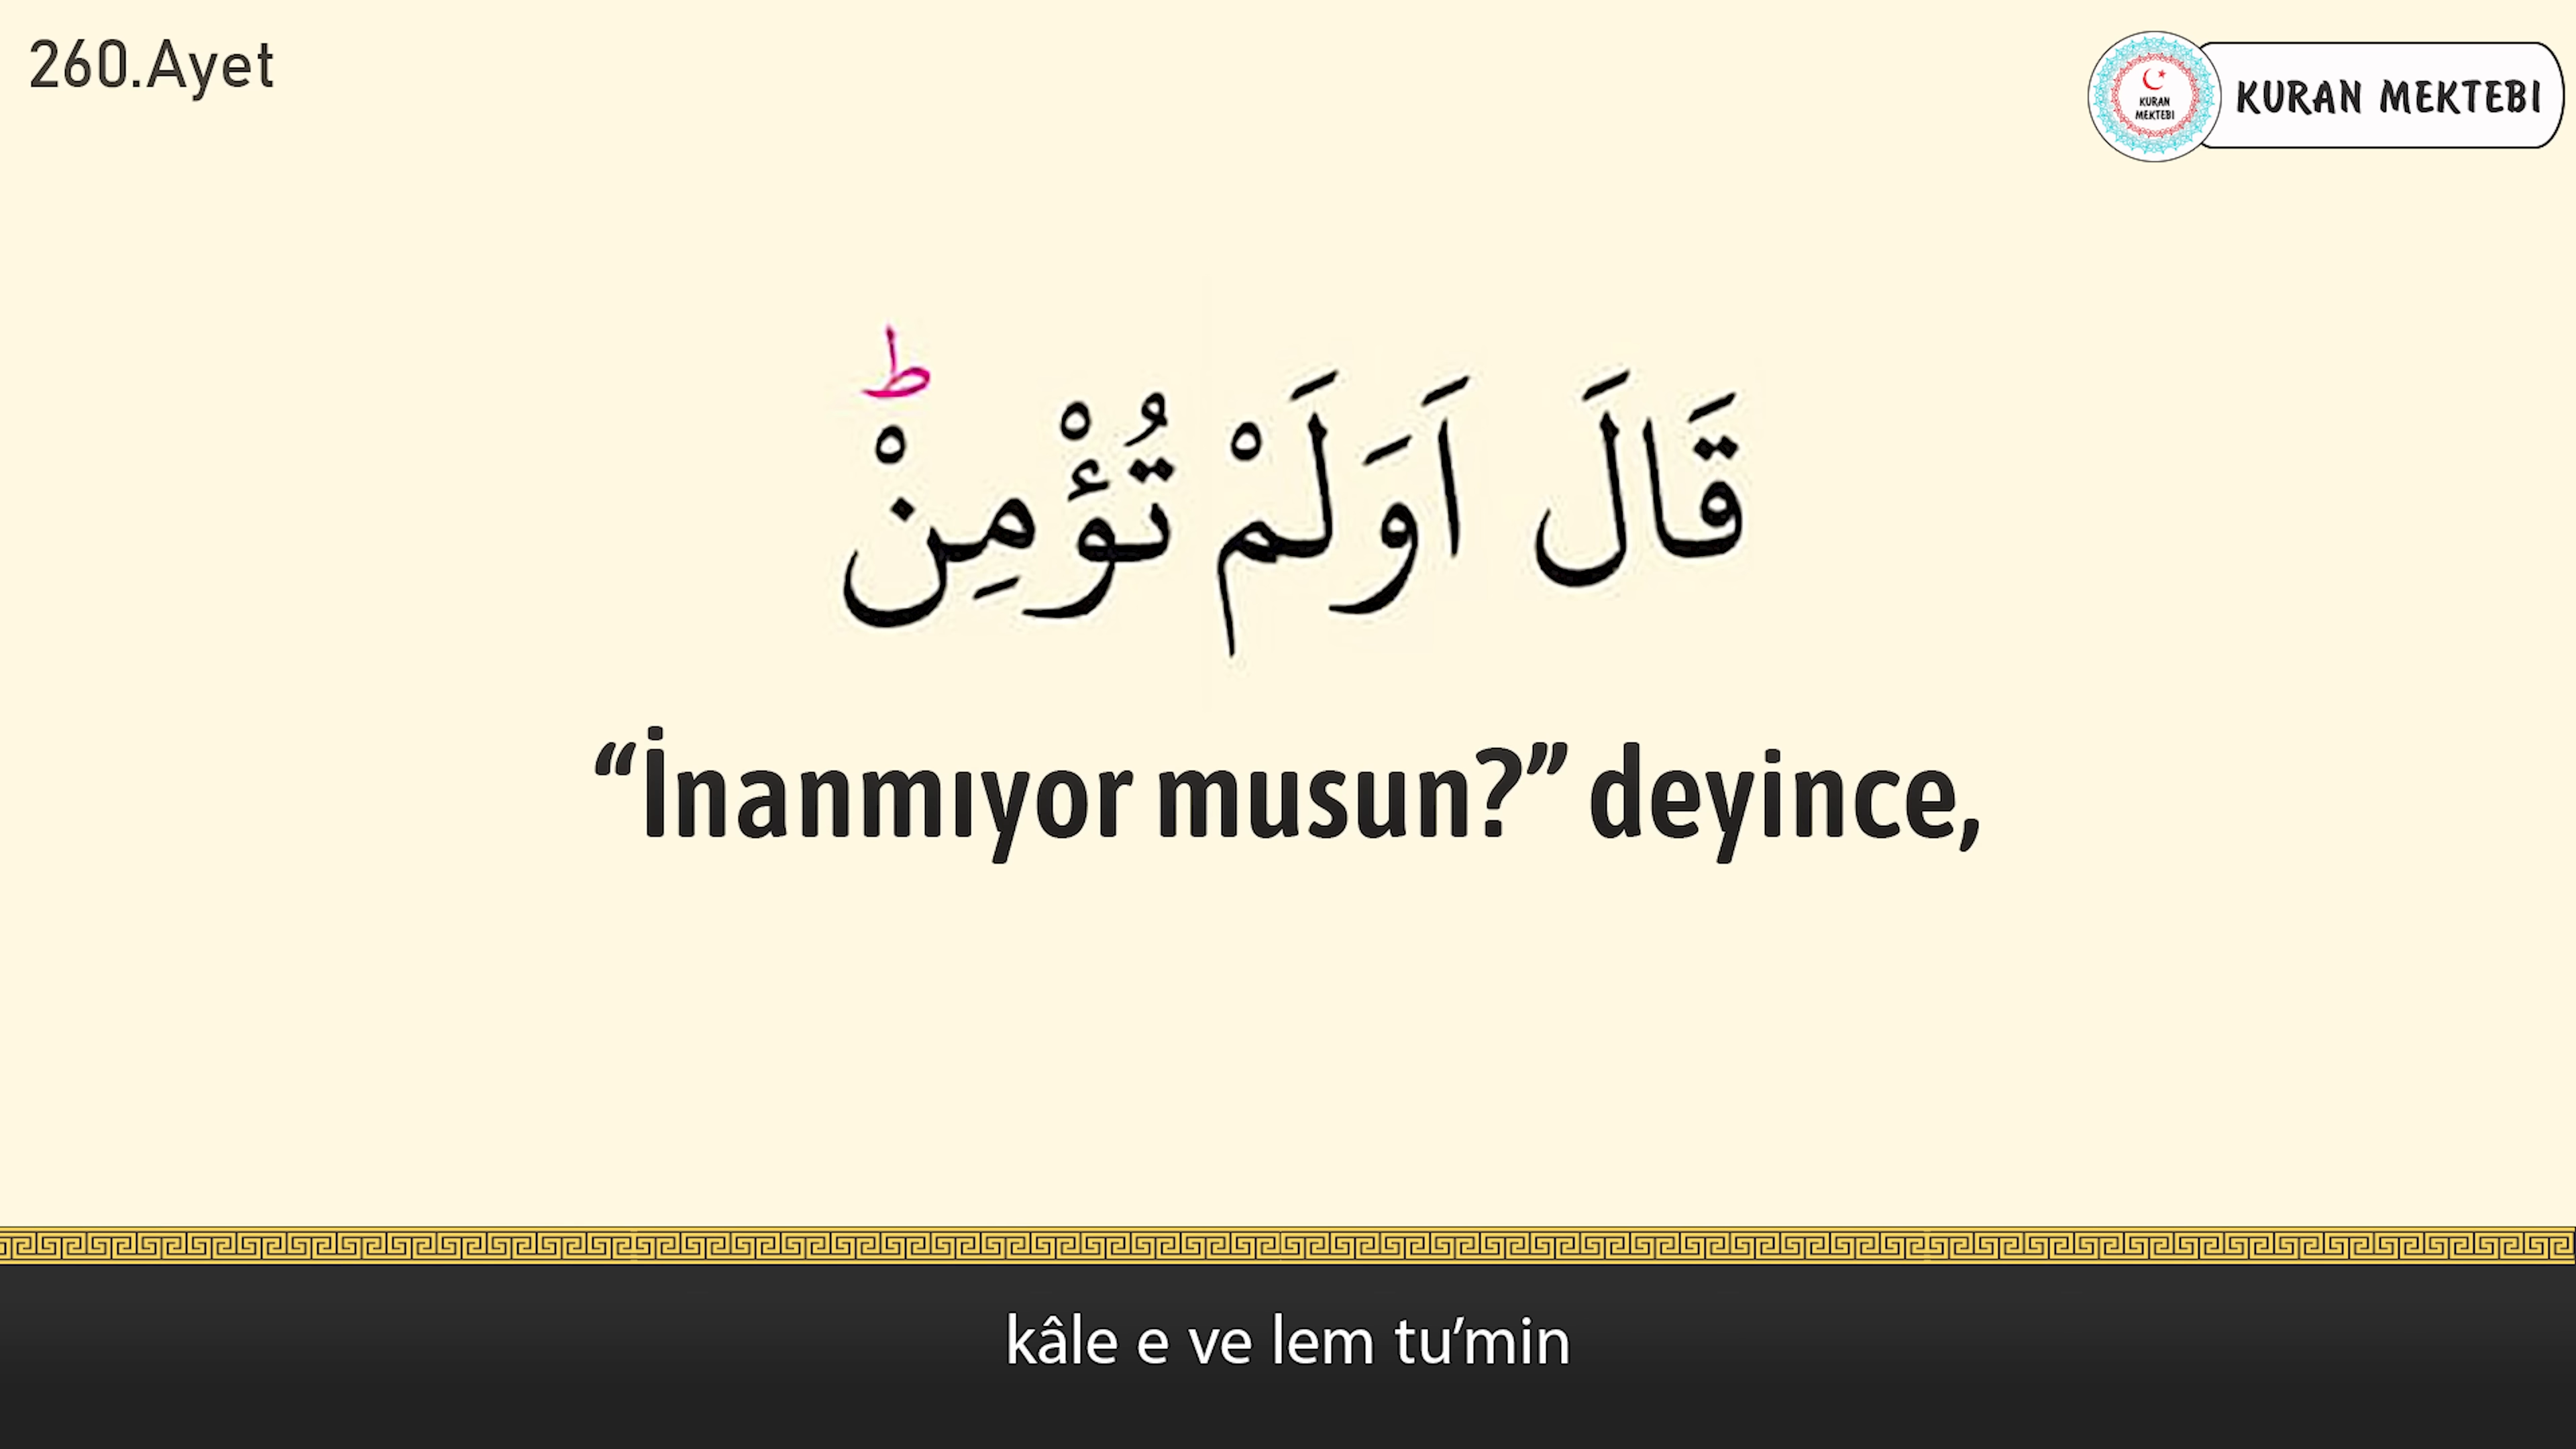 260.Ayet
KURAN
MEKTEBI
KURAN MEKTEBI
قَالَ اَوَلَمْ تُؤْمِنْۜ
“İnanmıyor musun?” deyince,
kâle e ve lem tu’min